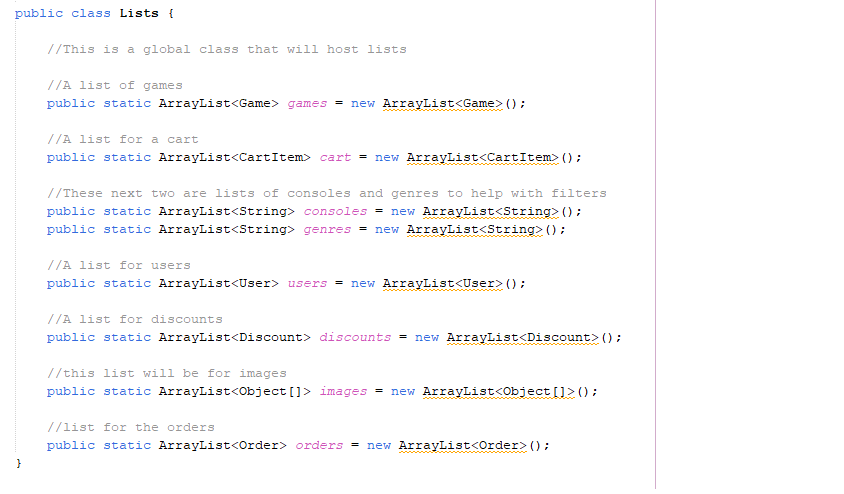 public class Lists {
//This is a global class that will host lists
//A list of games
public static ArrayList<Game> games = new ArrayList<Game>();
//A list for a cart
public static ArrayList<CartItem> cart = new ArrayList<CartItem>();
//These next two are lists of consoles and genres to help with filters
public static ArrayList<String> consoles = new ArrayList<String>();
public static ArrayList<String> genres = new ArrayList<String>();
//A list for users
public static ArrayList<User> users = new ArrayList<User>();
//A list for discounts
public static ArrayList<Discount> discounts = new ArrayList<Discount>();
//this list will be for images
public static ArrayList<Object[]> images = new ArrayList<Object[]>();
//list for the orders
public static ArrayList<Order> orders = new ArrayList<Order>();
}